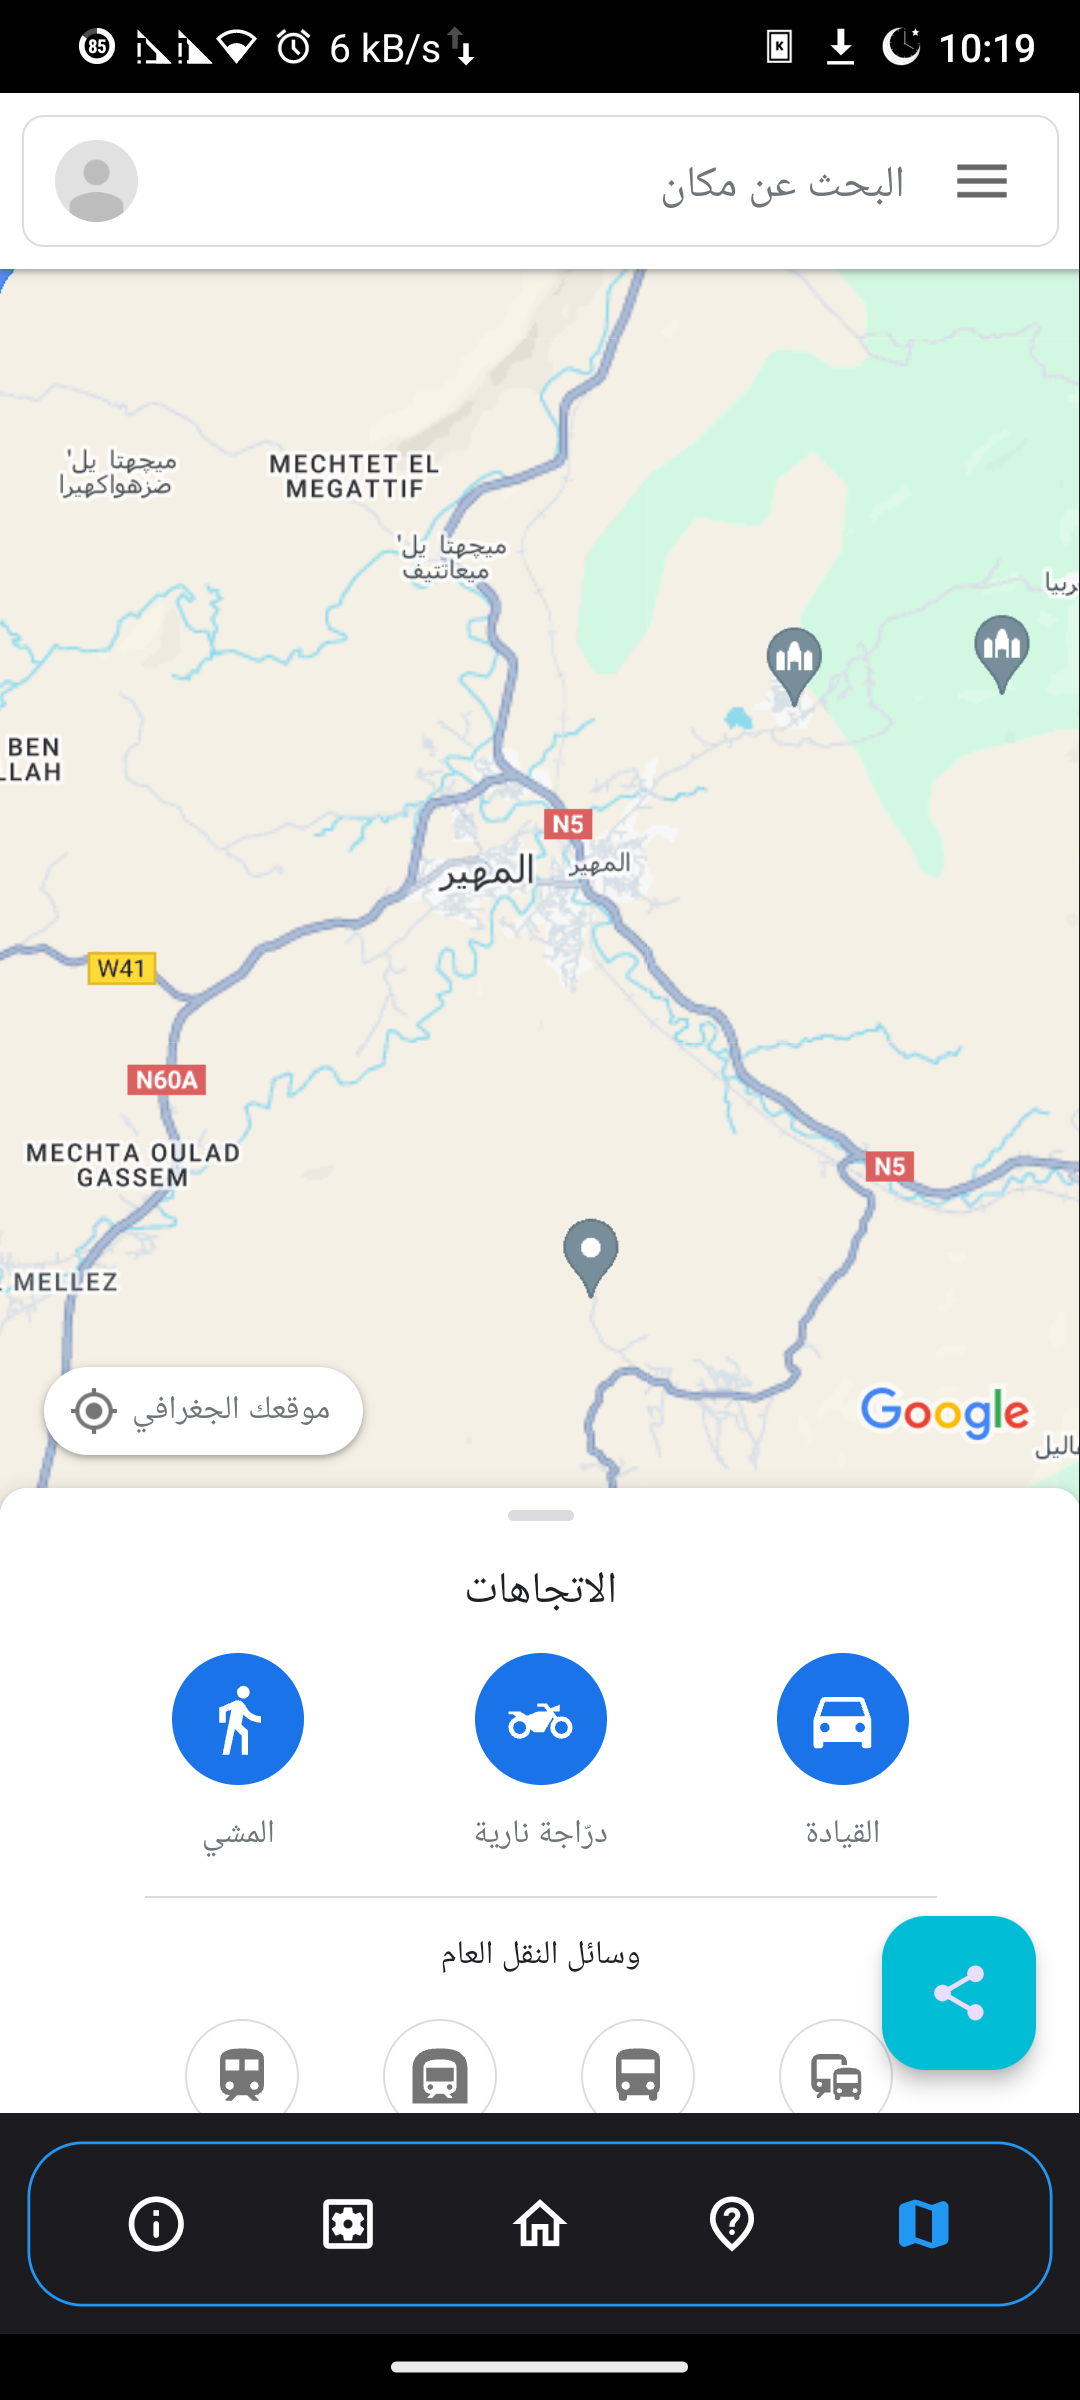 85 6 kB/s K 10:19
البحث عن مكان
ميجهتا يل'
ضزهواكهيرا
MECHTET EL
MEGATTIF
ميجهتا يل'
ميعاتتيف
BEN
LLAH
N5
المهير
المهير
W41
N60A
MECHTA OULAD
GASSEM
N5
MELLEZ
موقعك الجغرافي
Google
الاتجاهات
القيادة
درّاجة نارية
المشي
وسائل النقل العام